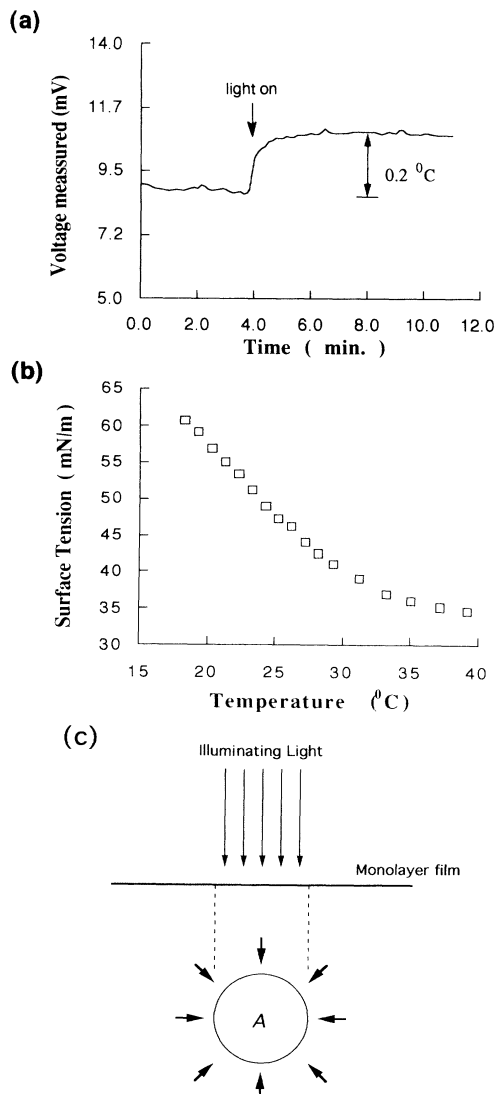 (a)
14.0
11.7
9.5
7.2
5.0
Voltage meassured (mV)
light on
0.2 ⁰C
0.0 2.0 4.0 6.0 8.0 10.0 12.0
Time ( min. )
(b)
65
60
55
50
45
40
35
30
Surface Tension ( mN/m )
15 20 25 30 35 40
Temperature (⁰C)
(c)
Illuminating Light
Monolayer film
A